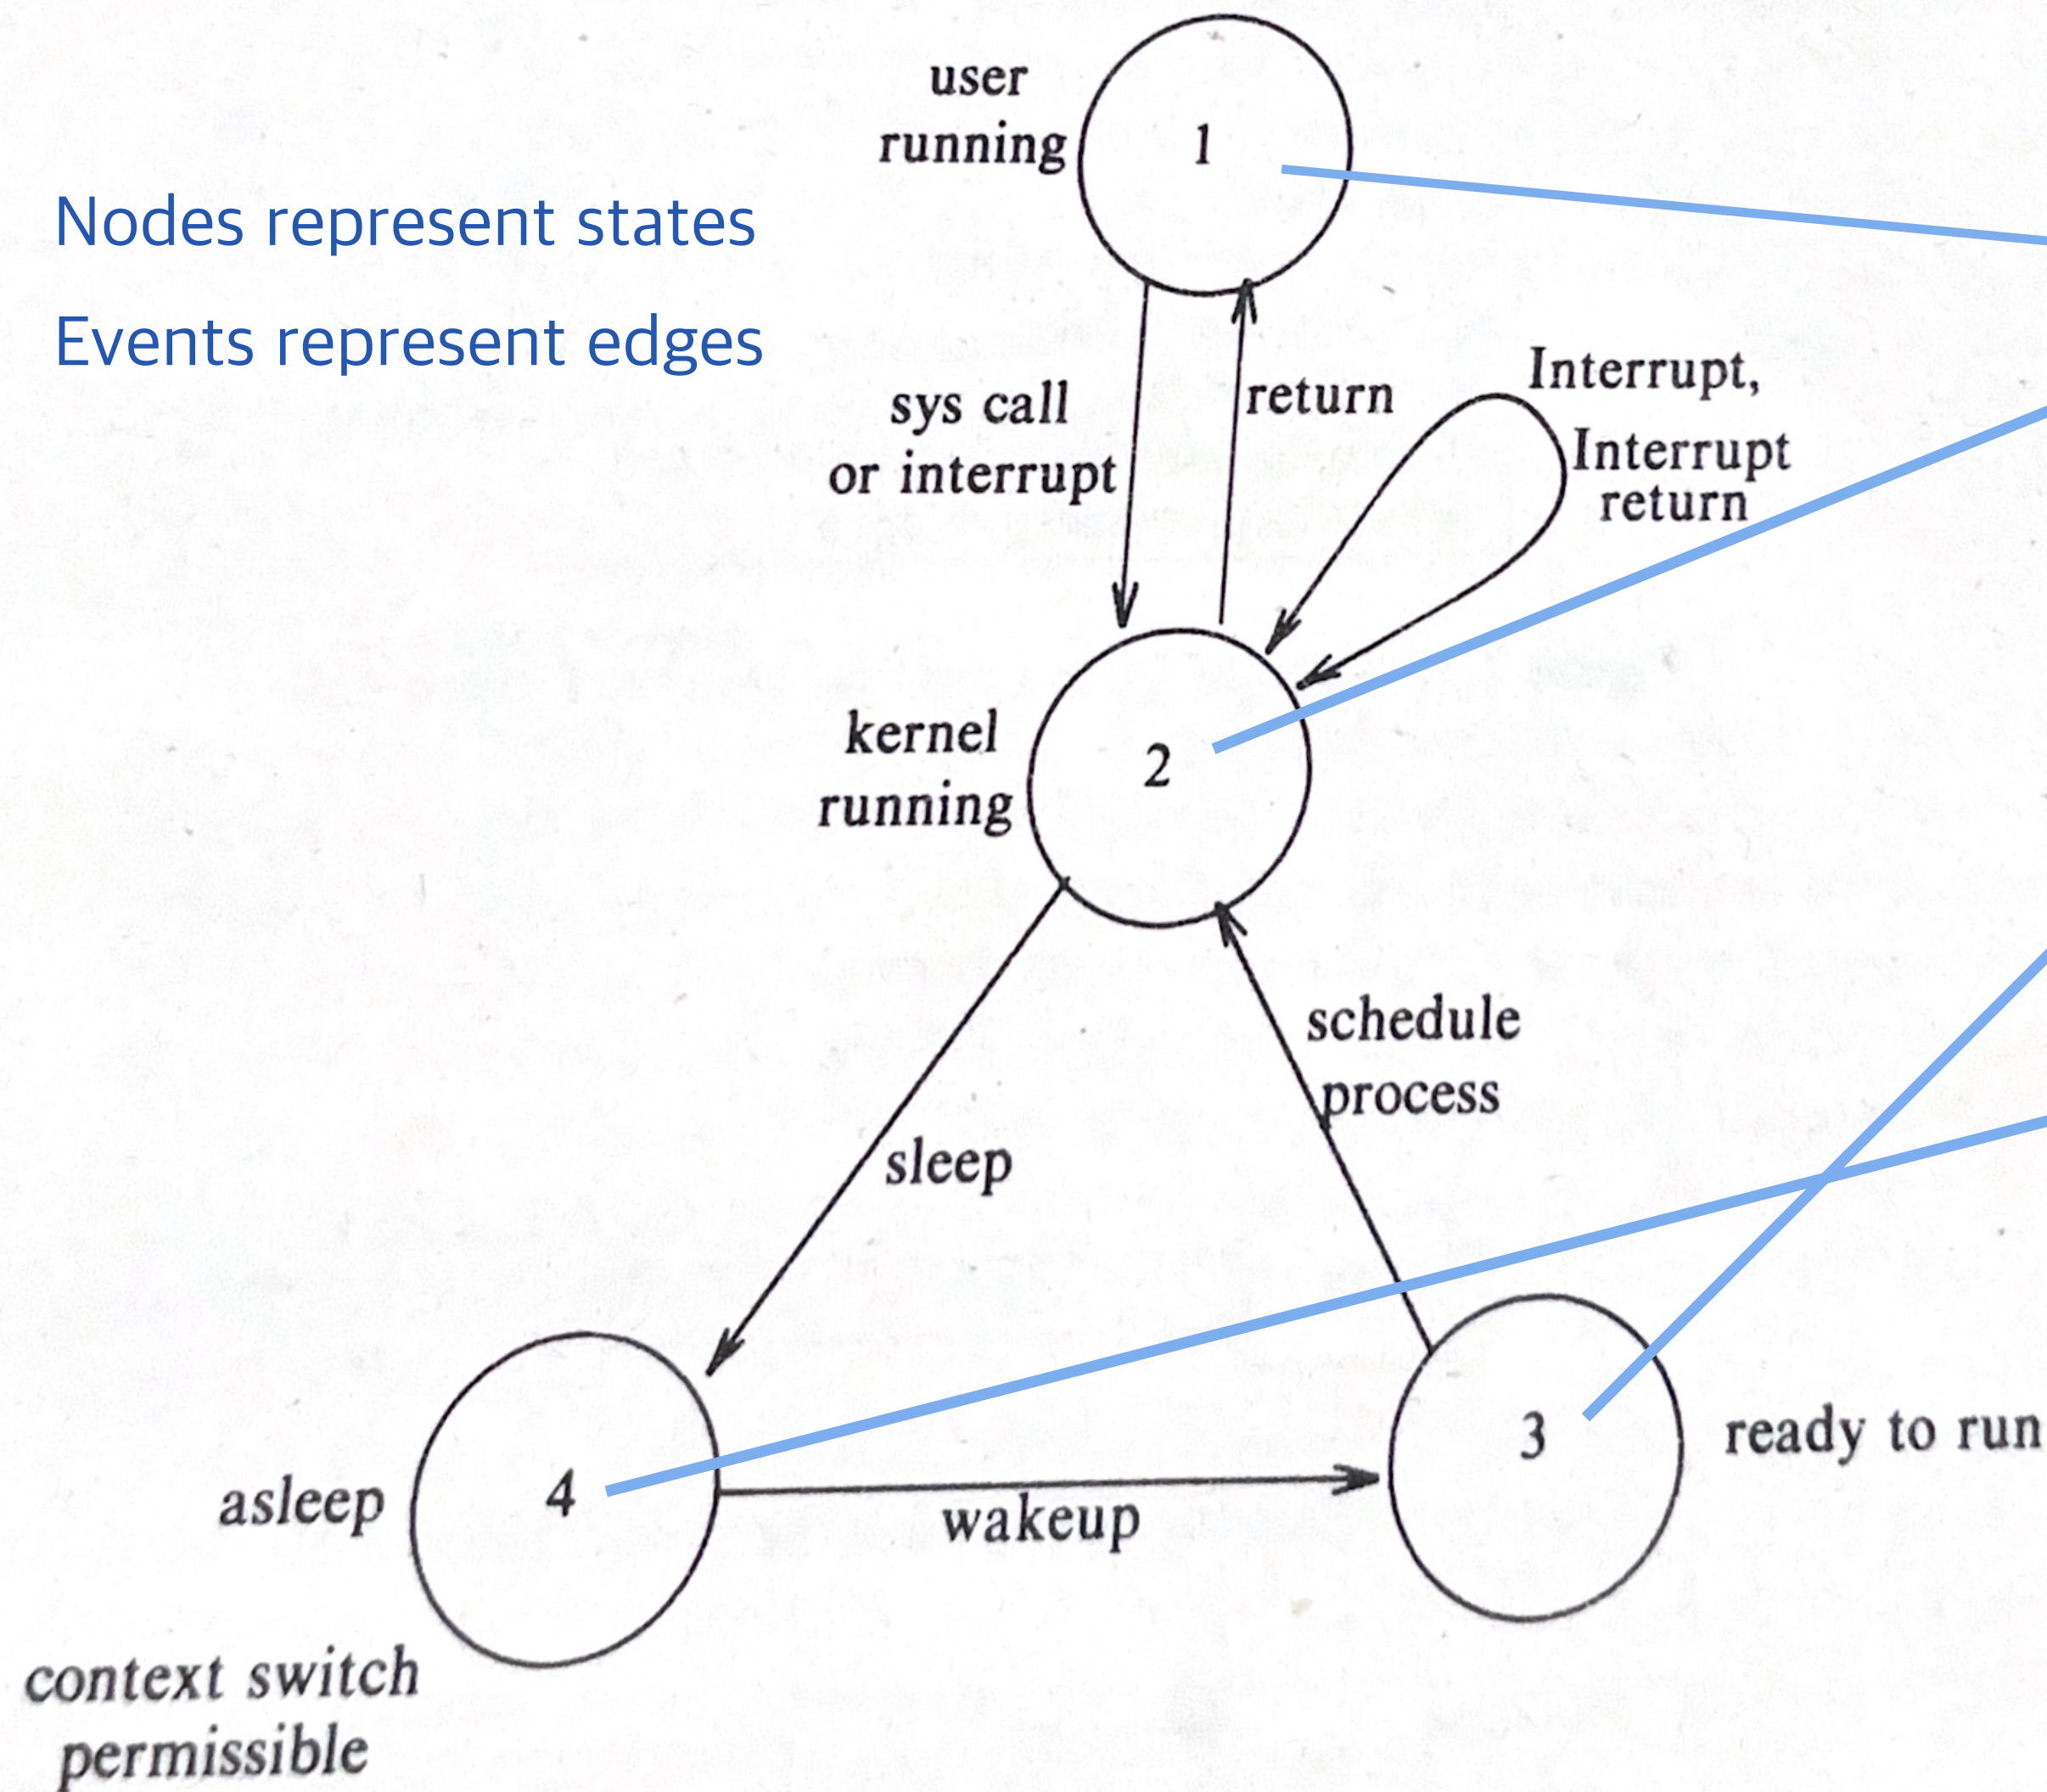 user
running
1
Nodes represent states
Events represent edges
sys call
or interrupt
return
Interrupt,
Interrupt
return
kernel
running
2
schedule
process
sleep
asleep
4
wakeup
3
ready to run
context switch
permissible